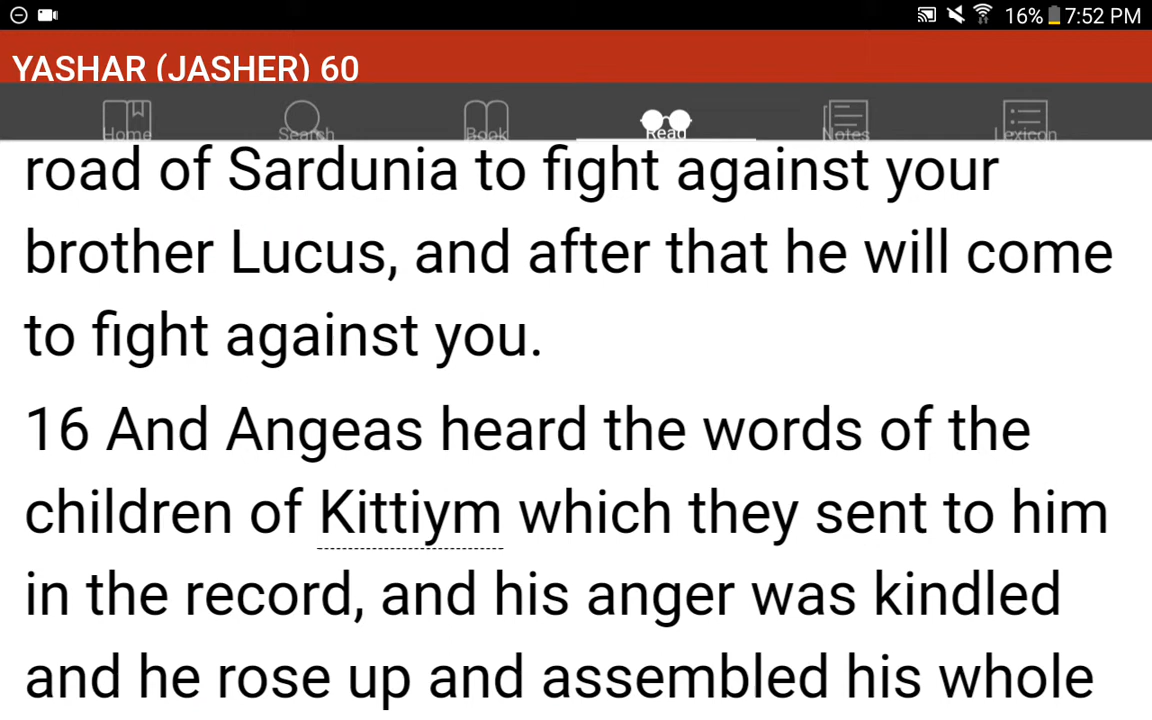 16% 7:52 PM
YASHAR (JASHER) 60
Home Search Book Read Notes Lexicon
road of Sardunia to fight against your
brother Lucus, and after that he will come
to fight against you.
16 And Angeas heard the words of the
children of Kittiym which they sent to him
in the record, and his anger was kindled
and he rose up and assembled his whole